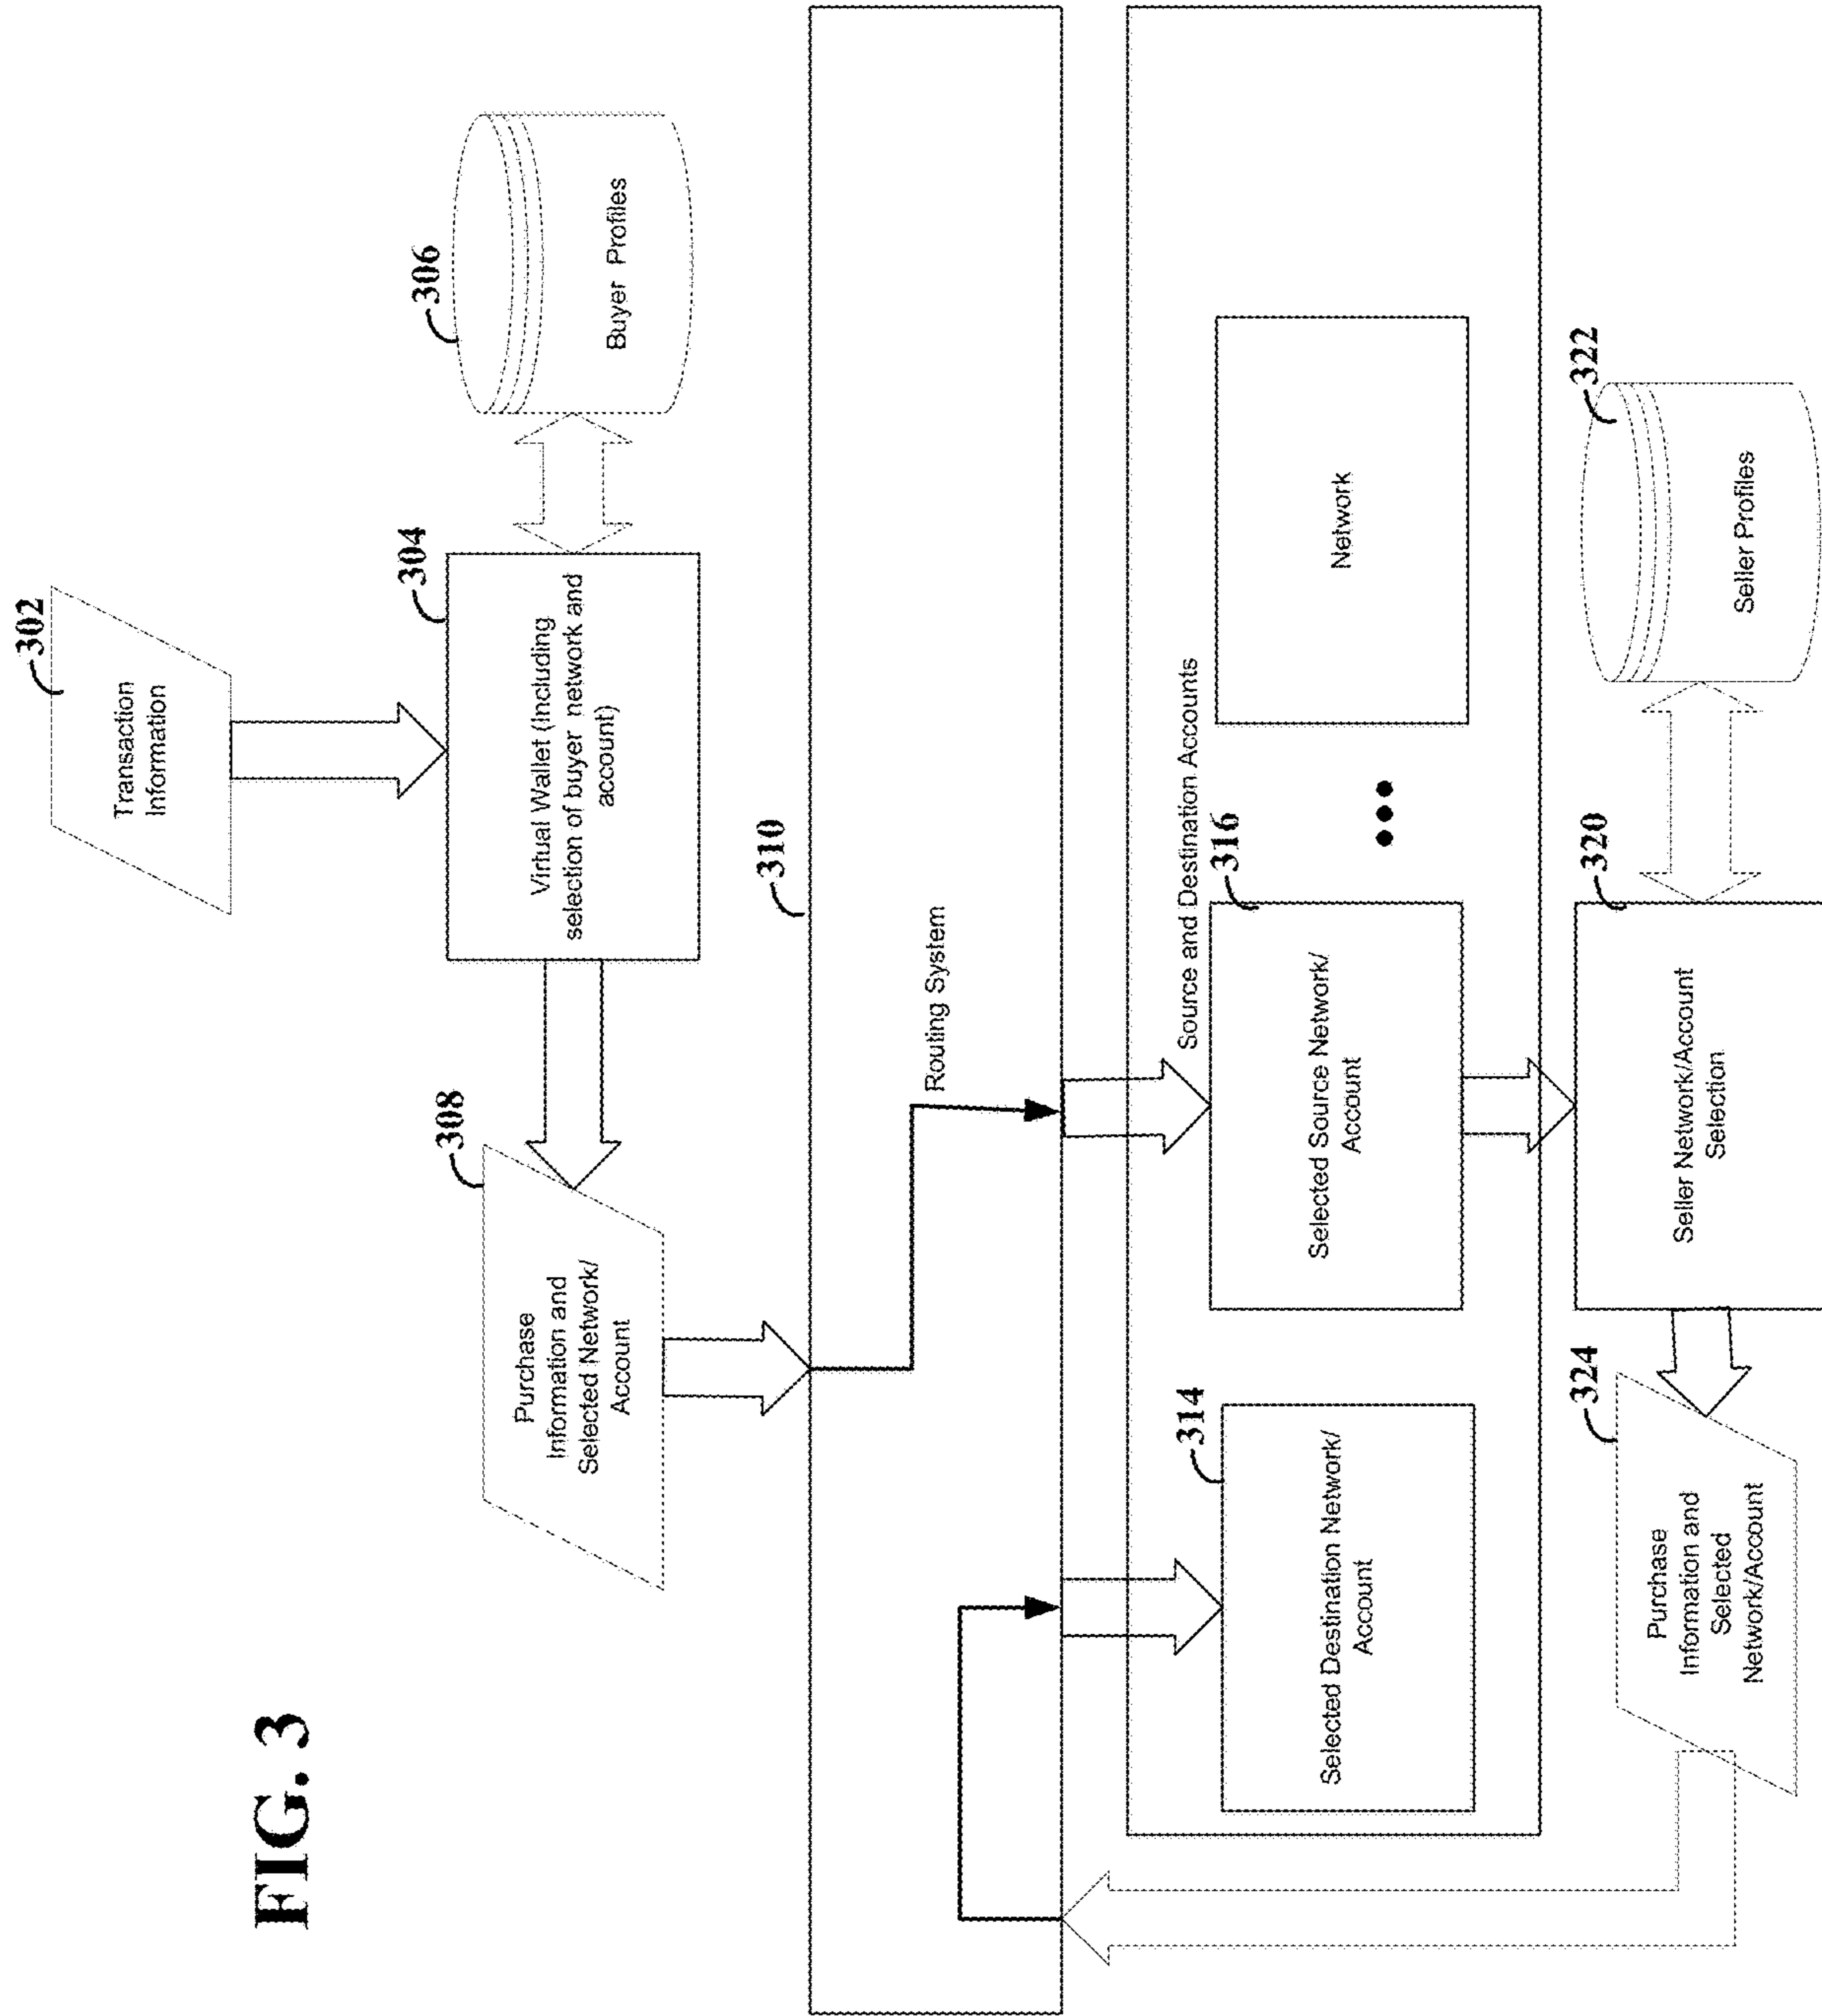 FIG. 3
302
Transaction
Information
304
Virtual Wallet (Including
selection of buyer network and
account)
306
Buyer Profiles
308
Purchase
Information and
Selected Network/
Account
310
Routing System
Source and Destination Accounts
314
Selected Destination Network/
Account
316
Selected Source Network/
Account
Network
320
Seller Network/Account
Selection
322
Seller Profiles
324
Purchase
Information and
Selected
Network/Account